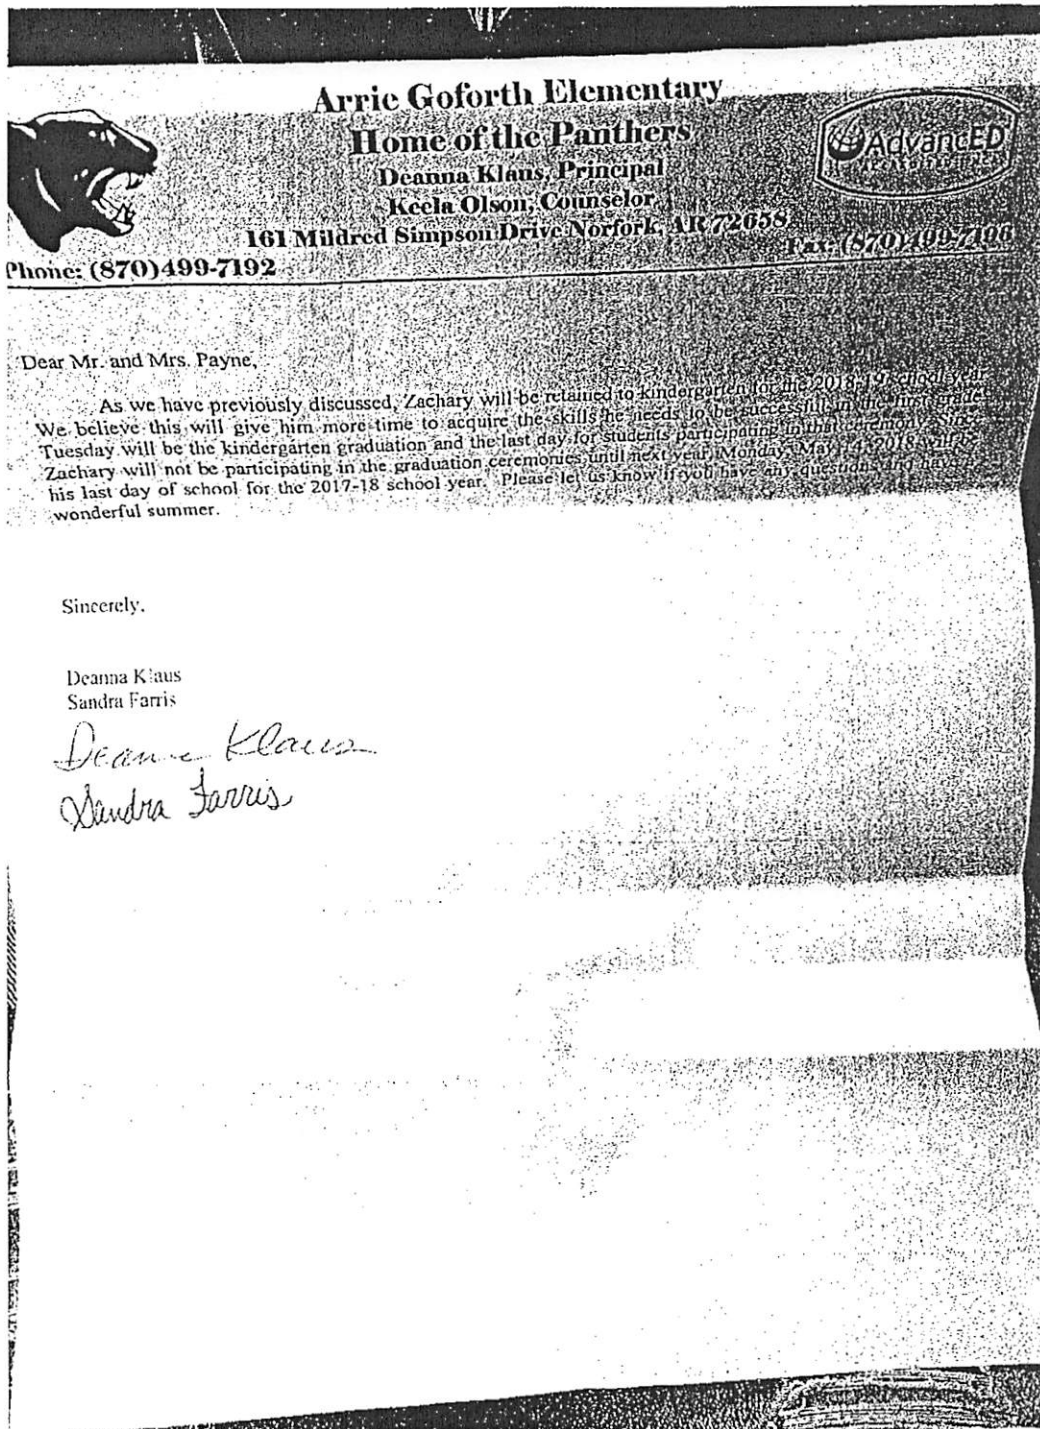 Arrie Goforth Elementary
Home of the Panthers
Deanna Klaus, Principal
Keela Olson, Counselor
161 Mildred Simpson Drive Norfork, AR 72658
Phone: (870)499-7192
Fax: (870)499-7196
AdvancED
Dear Mr. and Mrs. Payne,
As we have previously discussed, Zachary will be retained to kindergarten for the 2018-19 school year
We believe this will give him more time to acquire the skills he needs to be successful in the first grade.
Tuesday will be the kindergarten graduation and the last day for students participating in that ceremony. Since
Zachary will not be participating in the graduation ceremonies until next year, Monday, May 14, 2018 will be
his last day of school for the 2017-18 school year. Please let us know if you have any questions and have a
wonderful summer.
Sincerely,
Deanna Klaus
Sandra Farris
Deanna Klaus
Sandra Farris